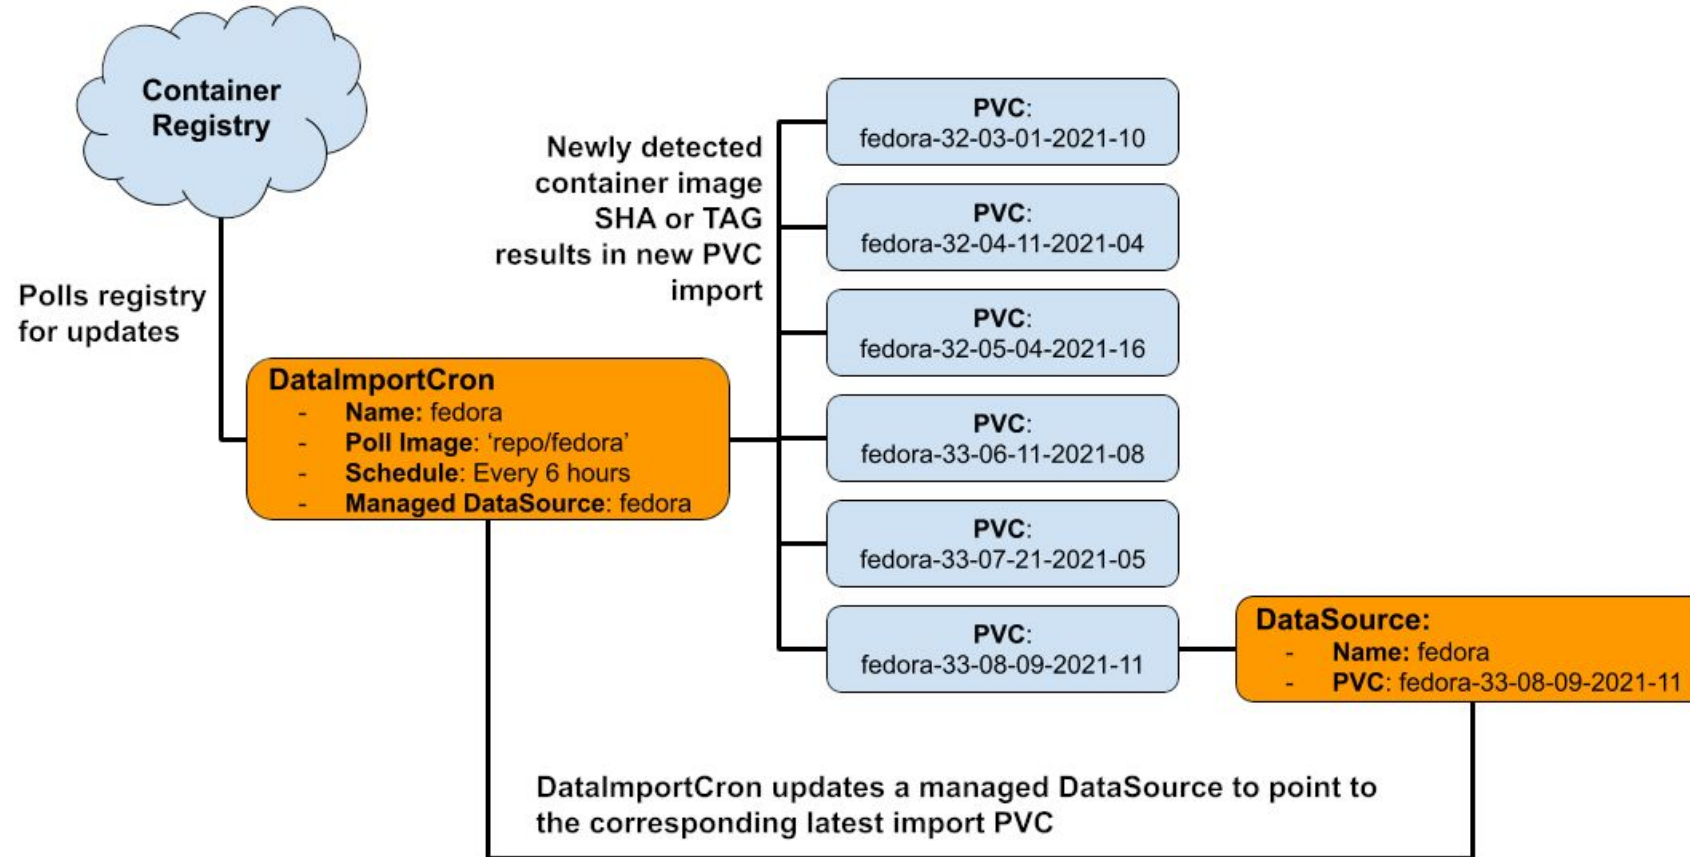 Container
Registry
Polls registry
for updates
Newly detected
container image
SHA or TAG
results in new PVC
import
DataImportCron
- Name: fedora
- Poll Image: ‘repo/fedora’
- Schedule: Every 6 hours
- Managed DataSource: fedora
PVC:
fedora-32-03-01-2021-10
PVC:
fedora-32-04-11-2021-04
PVC:
fedora-32-05-04-2021-16
PVC:
fedora-33-06-11-2021-08
PVC:
fedora-33-07-21-2021-05
PVC:
fedora-33-08-09-2021-11
DataSource:
- Name: fedora
- PVC: fedora-33-08-09-2021-11
DataImportCron updates a managed DataSource to point to
the corresponding latest import PVC